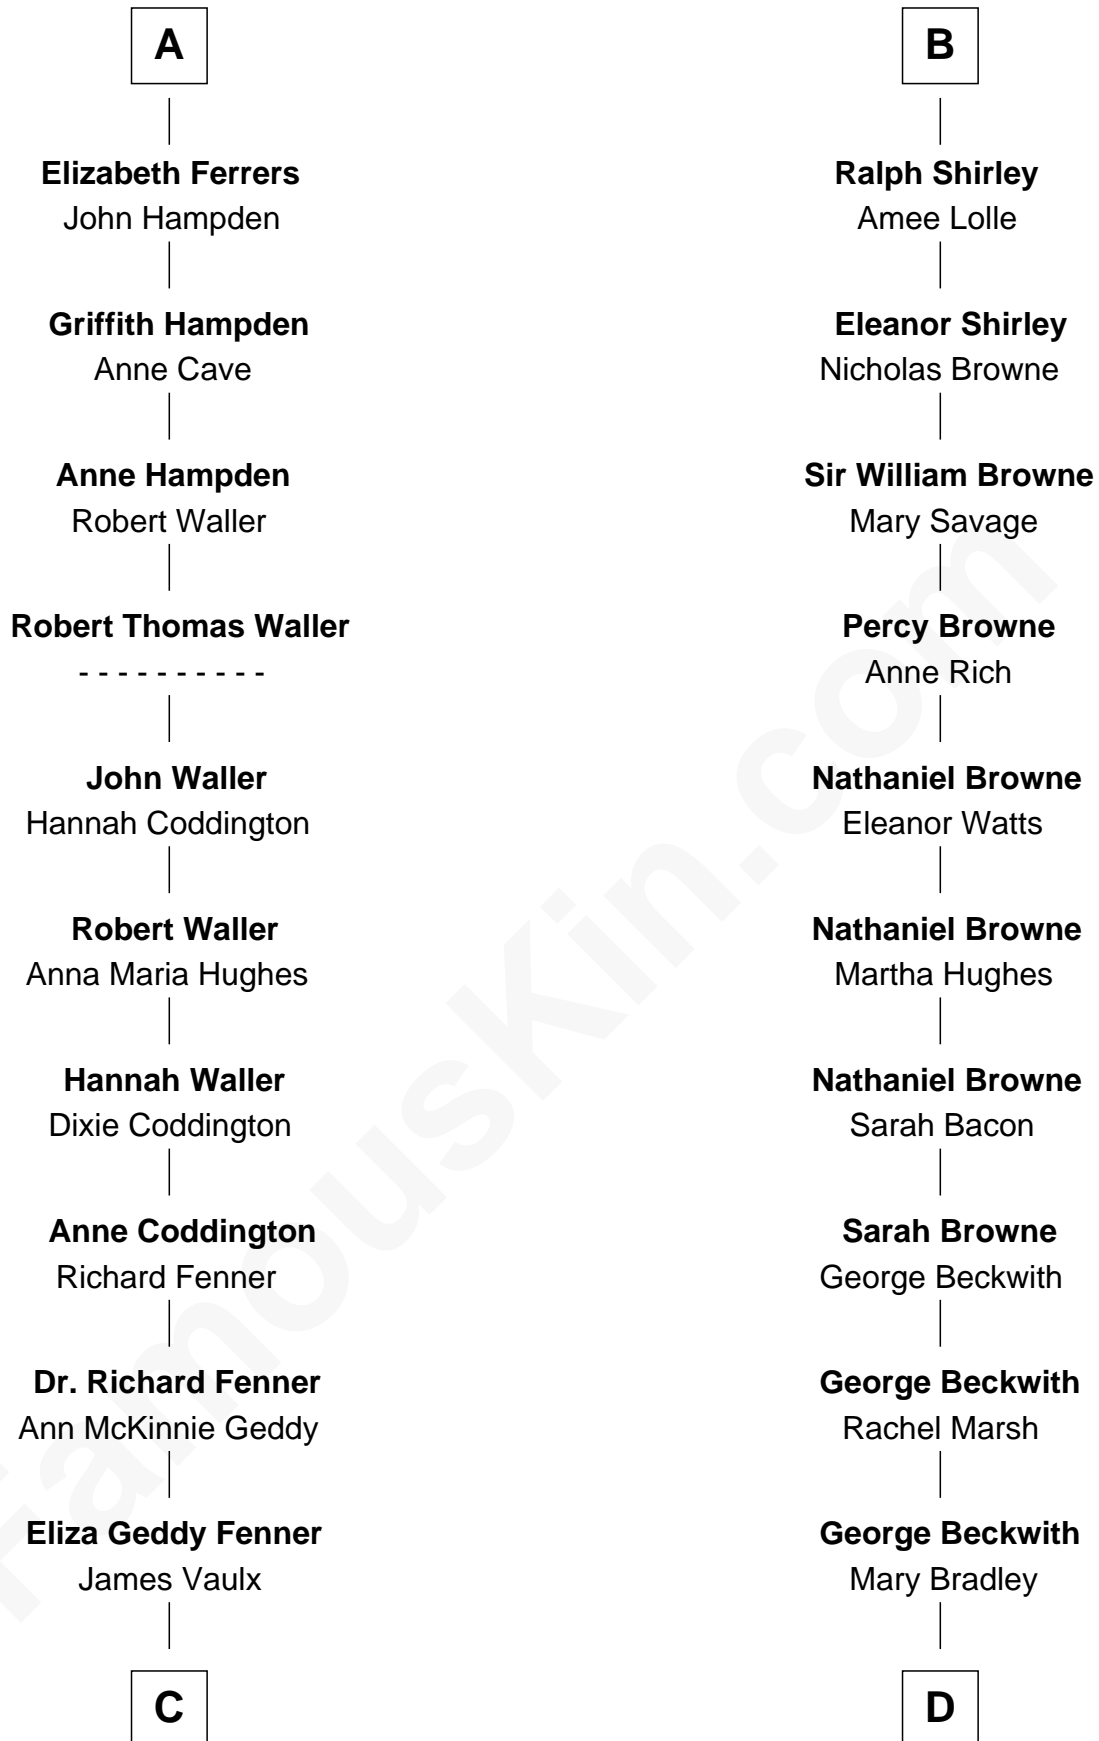 A
Elizabeth Ferrers
John Hampden
Griffith Hampden
Anne Cave
Anne Hampden
Robert Waller
Robert Thomas Waller
- - - - - - - - - -
John Waller
Hannah Coddington
Robert Waller
Anna Maria Hughes
Hannah Waller
Dixie Coddington
Anne Coddington
Richard Fenner
Dr. Richard Fenner
Ann McKinnie Geddy
Eliza Geddy Fenner
James Vaulx
C
B
Ralph Shirley
Amee Lolle
Eleanor Shirley
Nicholas Browne
Sir William Browne
Mary Savage
Percy Browne
Anne Rich
Nathaniel Browne
Eleanor Watts
Nathaniel Browne
Martha Hughes
Nathaniel Browne
Sarah Bacon
Sarah Browne
George Beckwith
George Beckwith
Rachel Marsh
George Beckwith
Mary Bradley
D
FamousKin.com